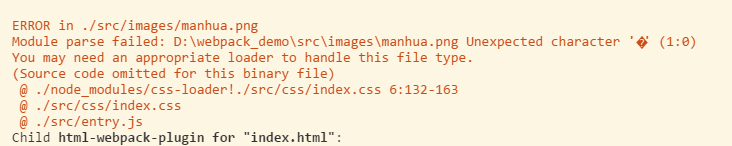 ERROR in ./src/images/manhua.png
Module parse failed: D:\webpack_demo\src\images\manhua.png Unexpected character '�' (1:0)
You may need an appropriate loader to handle this file type.
(Source code omitted for this binary file)
 @ ./node_modules/css-loader!./src/css/index.css 6:132-163
 @ ./src/css/index.css
 @ ./src/entry.js
Child html-webpack-plugin for "index.html":